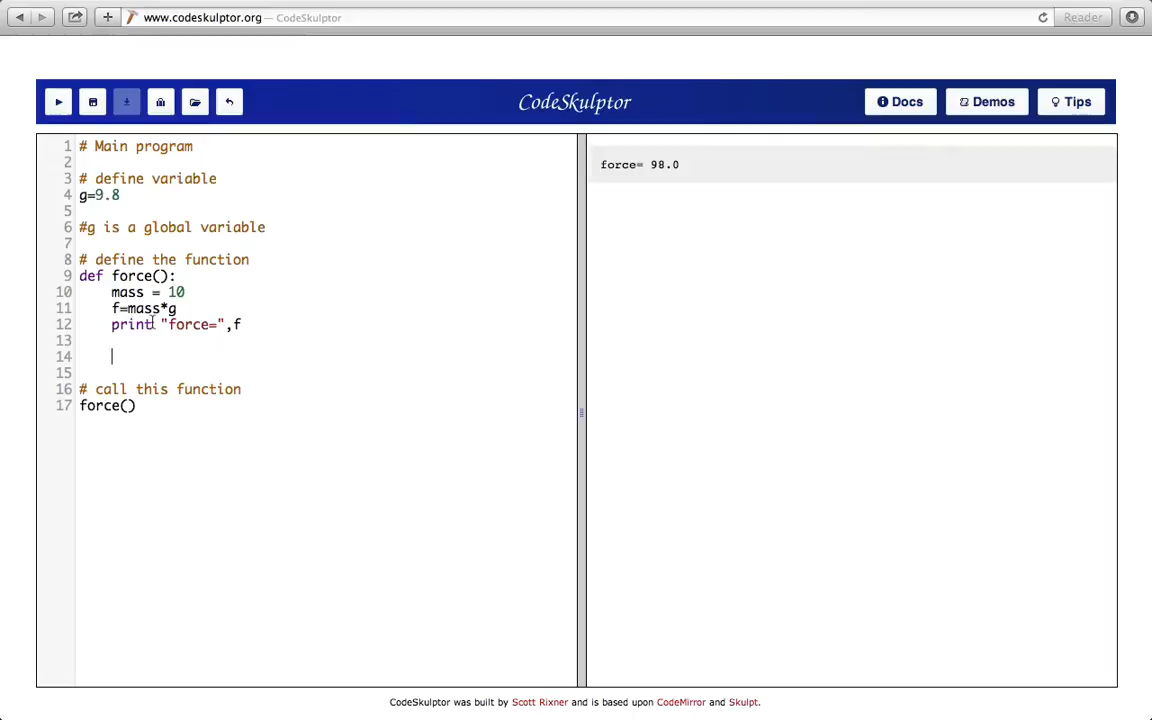 www.codeskulptor.org — CodeSkulptor
Reader
CodeSkulptor
Docs
Demos
Tips
1 # Main program
2
3 # define variable
4 g=9.8
5
6 #g is a global variable
7
8 # define the function
9 def force():
10 mass = 10
11 f=mass*g
12 print "force=",f
13
14
15
16 # call this function
17 force()
force= 98.0
CodeSkulptor was built by Scott Rixner and is based upon CodeMirror and Skulpt.